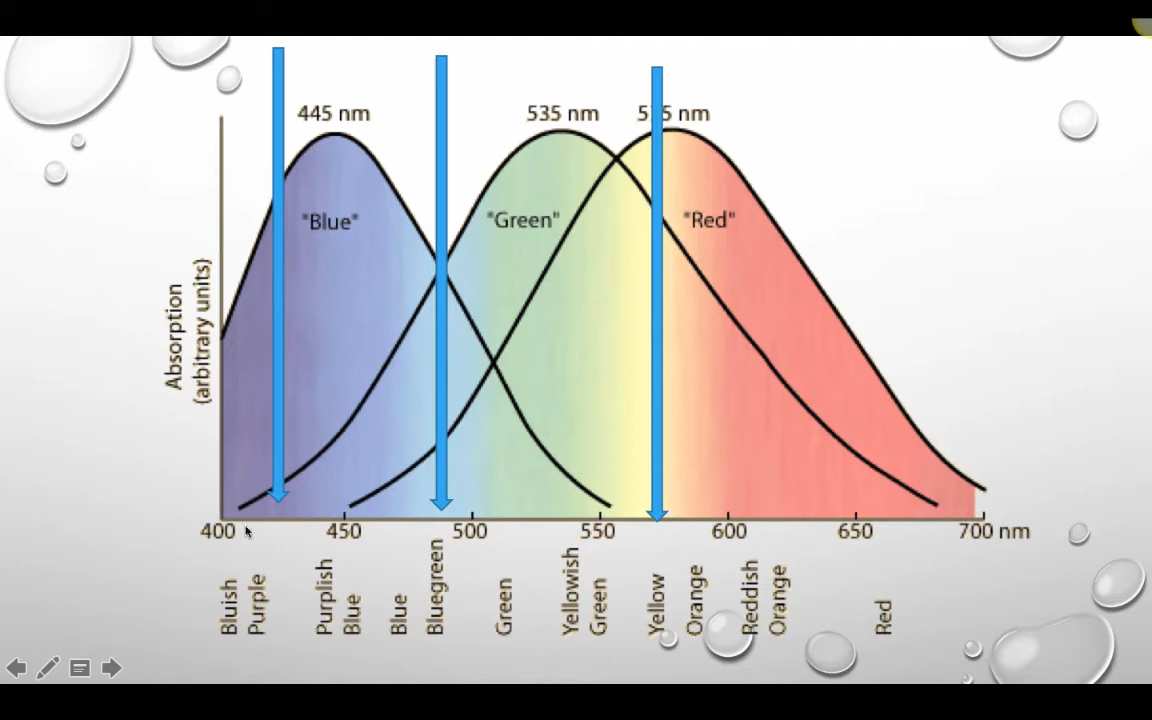 445 nm
535 nm
"Blue"
"Green"
"Red"
Absorption
(arbitrary units)
400
450
500
550
600
650
700 nm
Bluish
Purple
Purplish
Blue
Blue
Bluegreen
Green
Yellowish
Green
Yellow
Orange
Reddish
Orange
Red